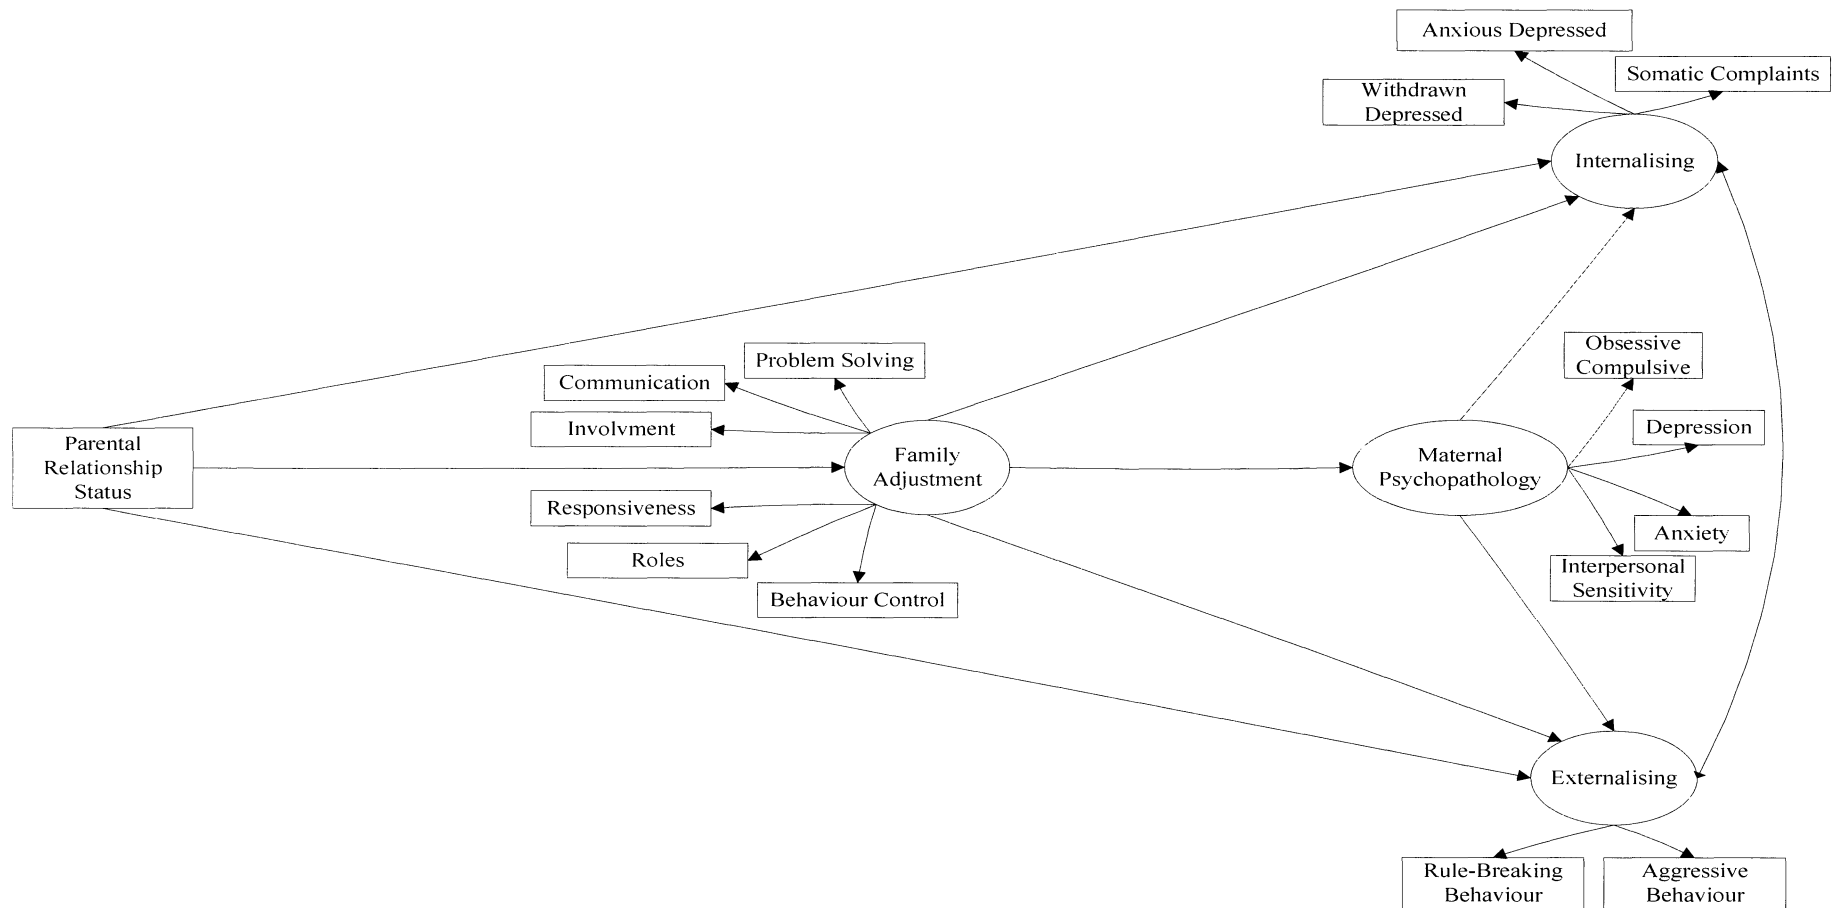 Anxious Depressed
Somatic Complaints
Withdrawn
Depressed
Internalising
Obsessive
Compulsive
Problem Solving
Communication
Involvment
Depression
Parental
Relationship
Status
Family
Adjustment
Maternal
Psychopathology
Responsiveness
Anxiety
Roles
Interpersonal
Sensitivity
Behaviour Control
Externalising
Rule-Breaking
Behaviour
Aggressive
Behaviour